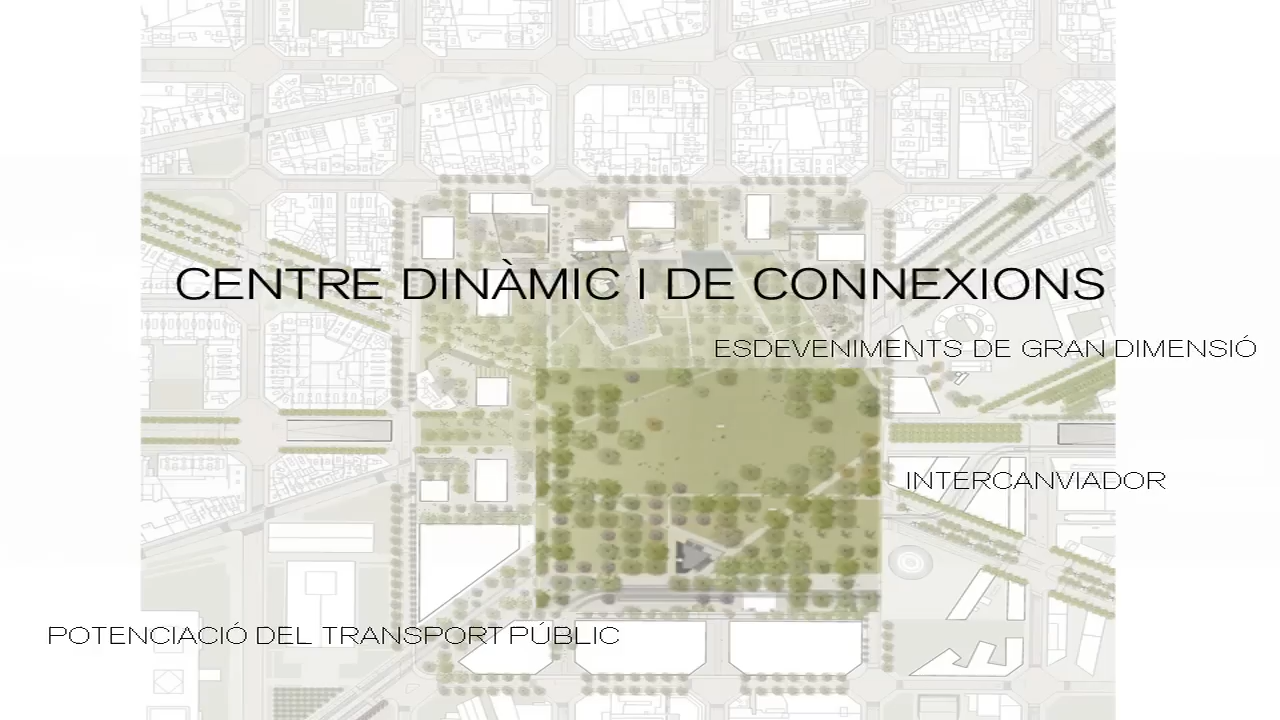 CENTRE DINÀMIC I DE CONNEXIONS
ESDEVENIMENTS DE GRAN DIMENSIÓ
INTERCANVIADOR
POTENCIACIÓ DEL TRANSPORT PÚBLIC